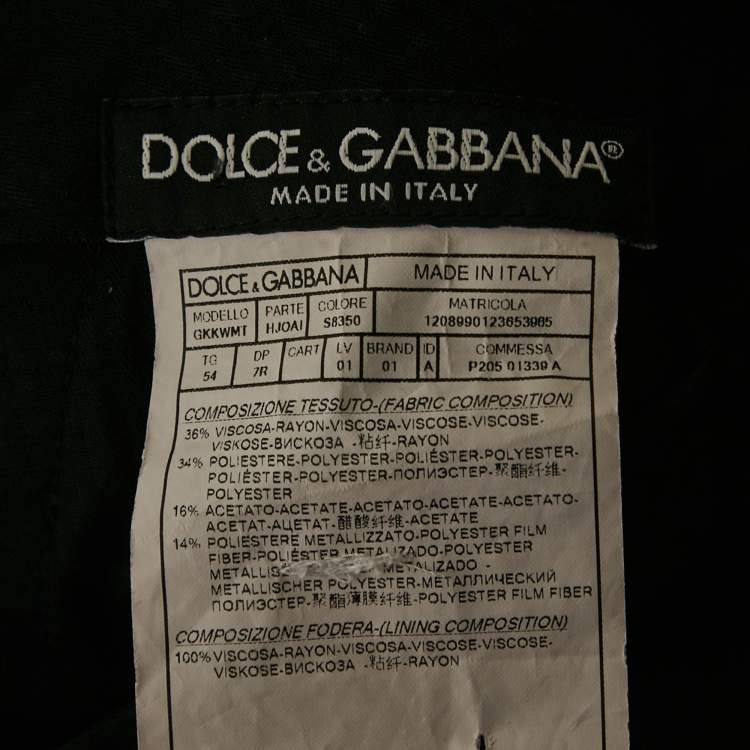 DOLCE & GABBANA®
MADE IN ITALY
DOLCE & GABBANA MADE IN ITALY
MODELLO PARTE COLORE MATRICOLA
GKKWMT HJOAI S8350 1208990123653965
TG DP CART LV BRAND ID COMMESSA
54 7R 01 01 A P205 01339 A
COMPOSIZIONE TESSUTO-(FABRIC COMPOSITION)
36% VISCOSA-RAYON-VISCOSA-VISCOSE-VISCOSE-
VISKOSE-ВИСКОЗА -粘纤-RAYON
34% POLIESTERE-POLYESTER-POLIÉSTER-POLYESTER-
POLIÉSTER-POLYESTER-ПОЛИЭСТЕР-聚酯纤维-
POLYESTER
16% ACETATO-ACETATE-ACETATO-ACETATE-ACETATO-
ACETAT-АЦЕТАТ-醋酸纤维-ACETATE
14% POLIESTERE METALLIZZATO-POLYESTER FILM
FIBER-POLIÉSTER METALIZADO-POLYESTER
METALLIS METALIZADO -
METALLISCHER POLYESTER-МЕТАЛЛИЧЕСКИЙ
ПОЛИЭСТЕР-聚酯薄膜纤维-POLYESTER FILM FIBER
COMPOSIZIONE FODERA-(LINING COMPOSITION)
100% VISCOSA-RAYON-VISCOSA-VISCOSE-VISCOSE-
VISKOSE-ВИСКОЗА -粘纤-RAYON